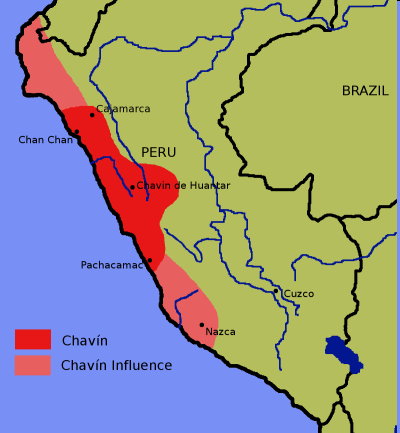 BRAZIL
Cajamarca
Chan Chan
PERU
Chavín de Huantar
Pachacamac
Cuzco
Nazca
Chavín
Chavín Influence